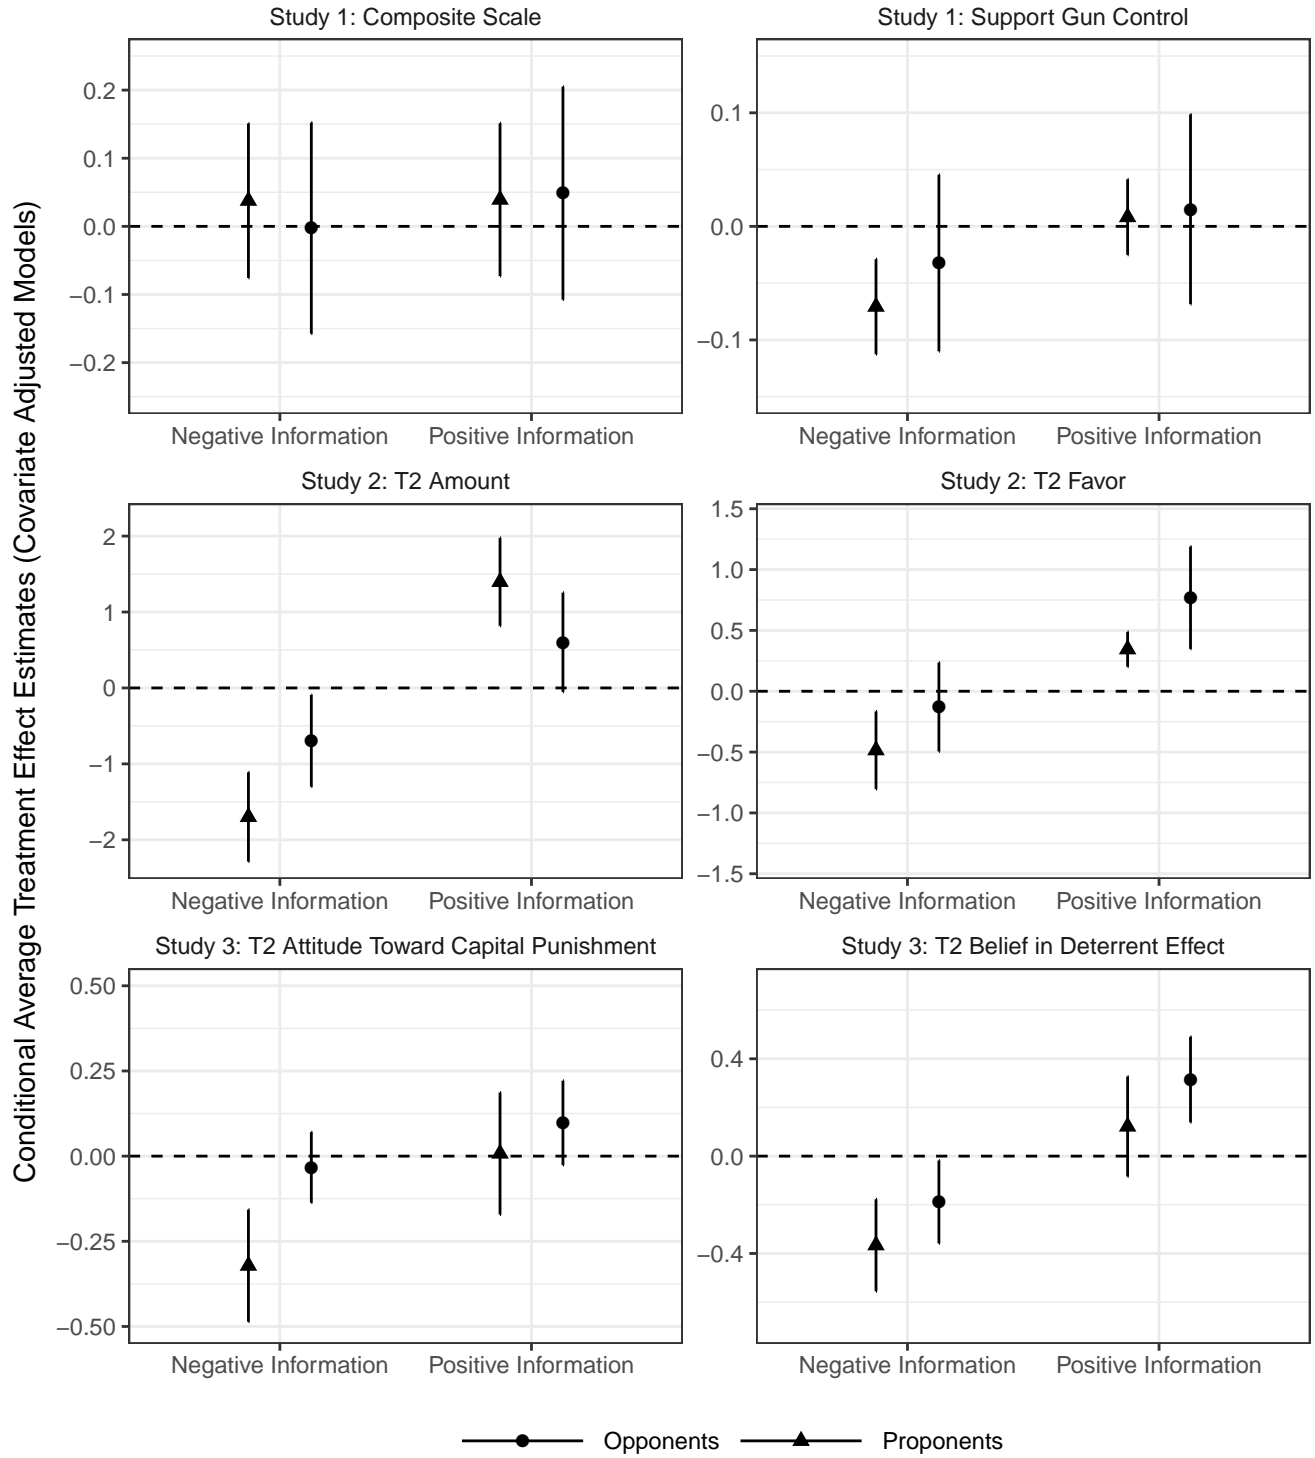 Study 1: Composite Scale
Study 1: Support Gun Control
Conditional Average Treatment Effect Estimates (Covariate Adjusted Models)
0.2
0.1
0.0
−0.1
−0.2
Negative Information
Positive Information
0.1
0.0
−0.1
Negative Information
Positive Information
Study 2: T2 Amount
Study 2: T2 Favor
2
1
0
−1
−2
Negative Information
Positive Information
1.5
1.0
0.5
0.0
−0.5
−1.0
−1.5
Negative Information
Positive Information
Study 3: T2 Attitude Toward Capital Punishment
Study 3: T2 Belief in Deterrent Effect
0.50
0.25
0.00
−0.25
−0.50
Negative Information
Positive Information
0.4
0.0
−0.4
Negative Information
Positive Information
Opponents
Proponents